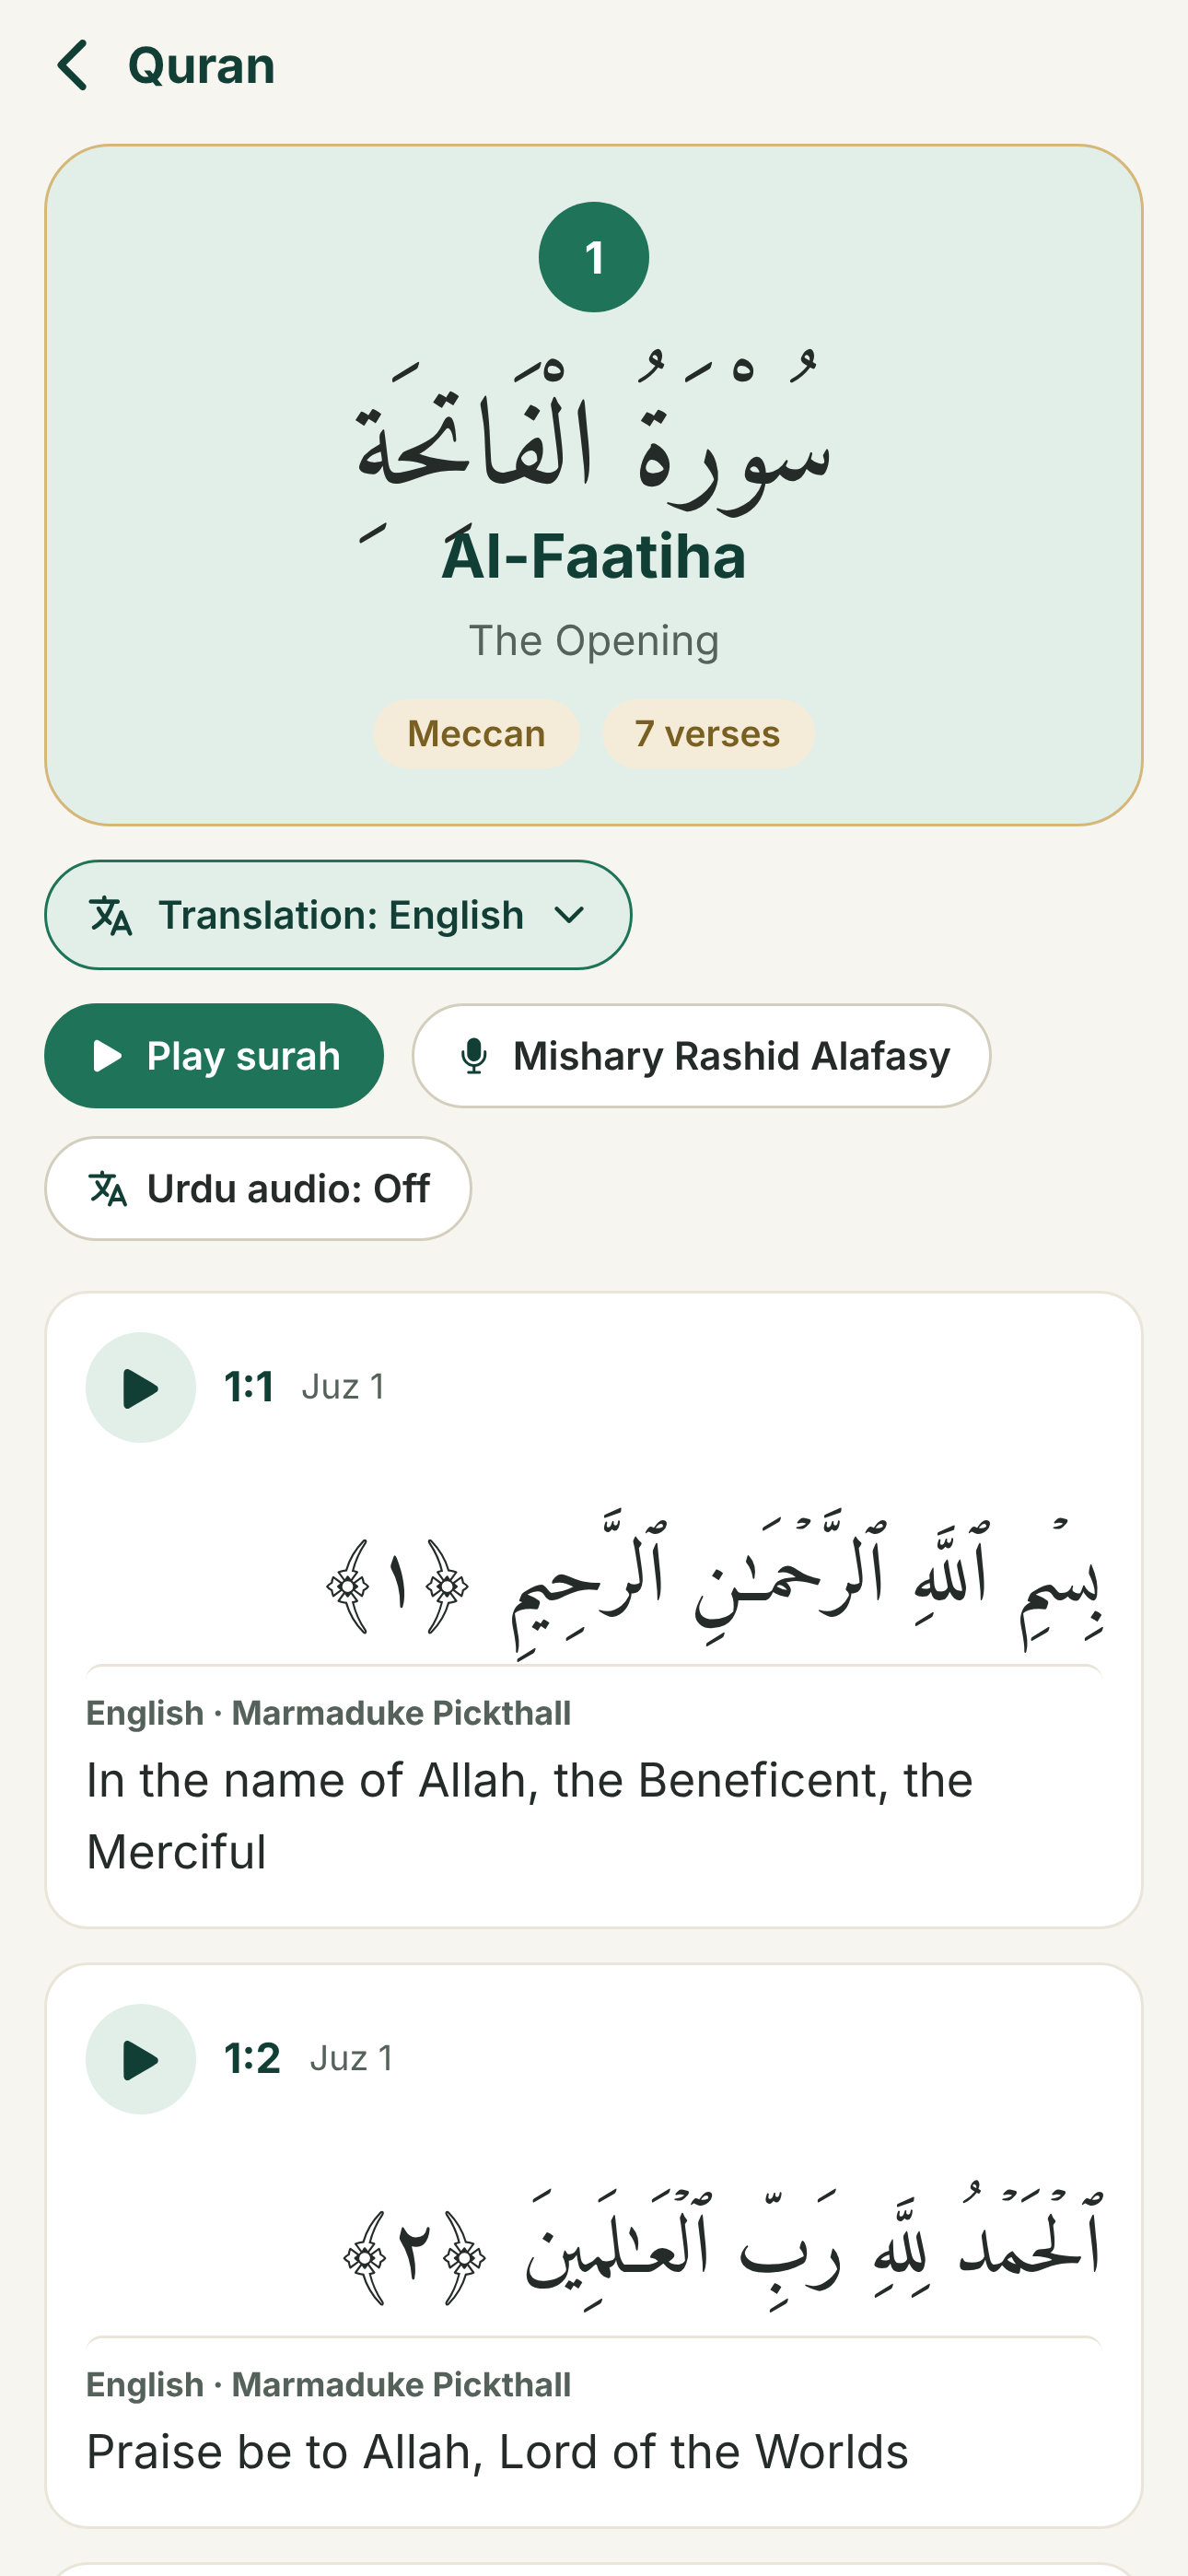 Quran
1
سُوْرَةُ الْفَاتِحَةِ
Al-Faatiha
The Opening
Meccan 7 verses
Translation: English
Play surah Mishary Rashid Alafasy
Urdu audio: Off
1:1 Juz 1
بِسۡمِ ٱللَّهِ ٱلرَّحۡمَـٰنِ ٱلرَّحِیمِ ﴿١﴾
English · Marmaduke Pickthall
In the name of Allah, the Beneficent, the
Merciful
1:2 Juz 1
ٱلۡحَمۡدُ لِلَّهِ رَبِّ ٱلۡعَـٰلَمِینَ ﴿٢﴾
English · Marmaduke Pickthall
Praise be to Allah, Lord of the Worlds